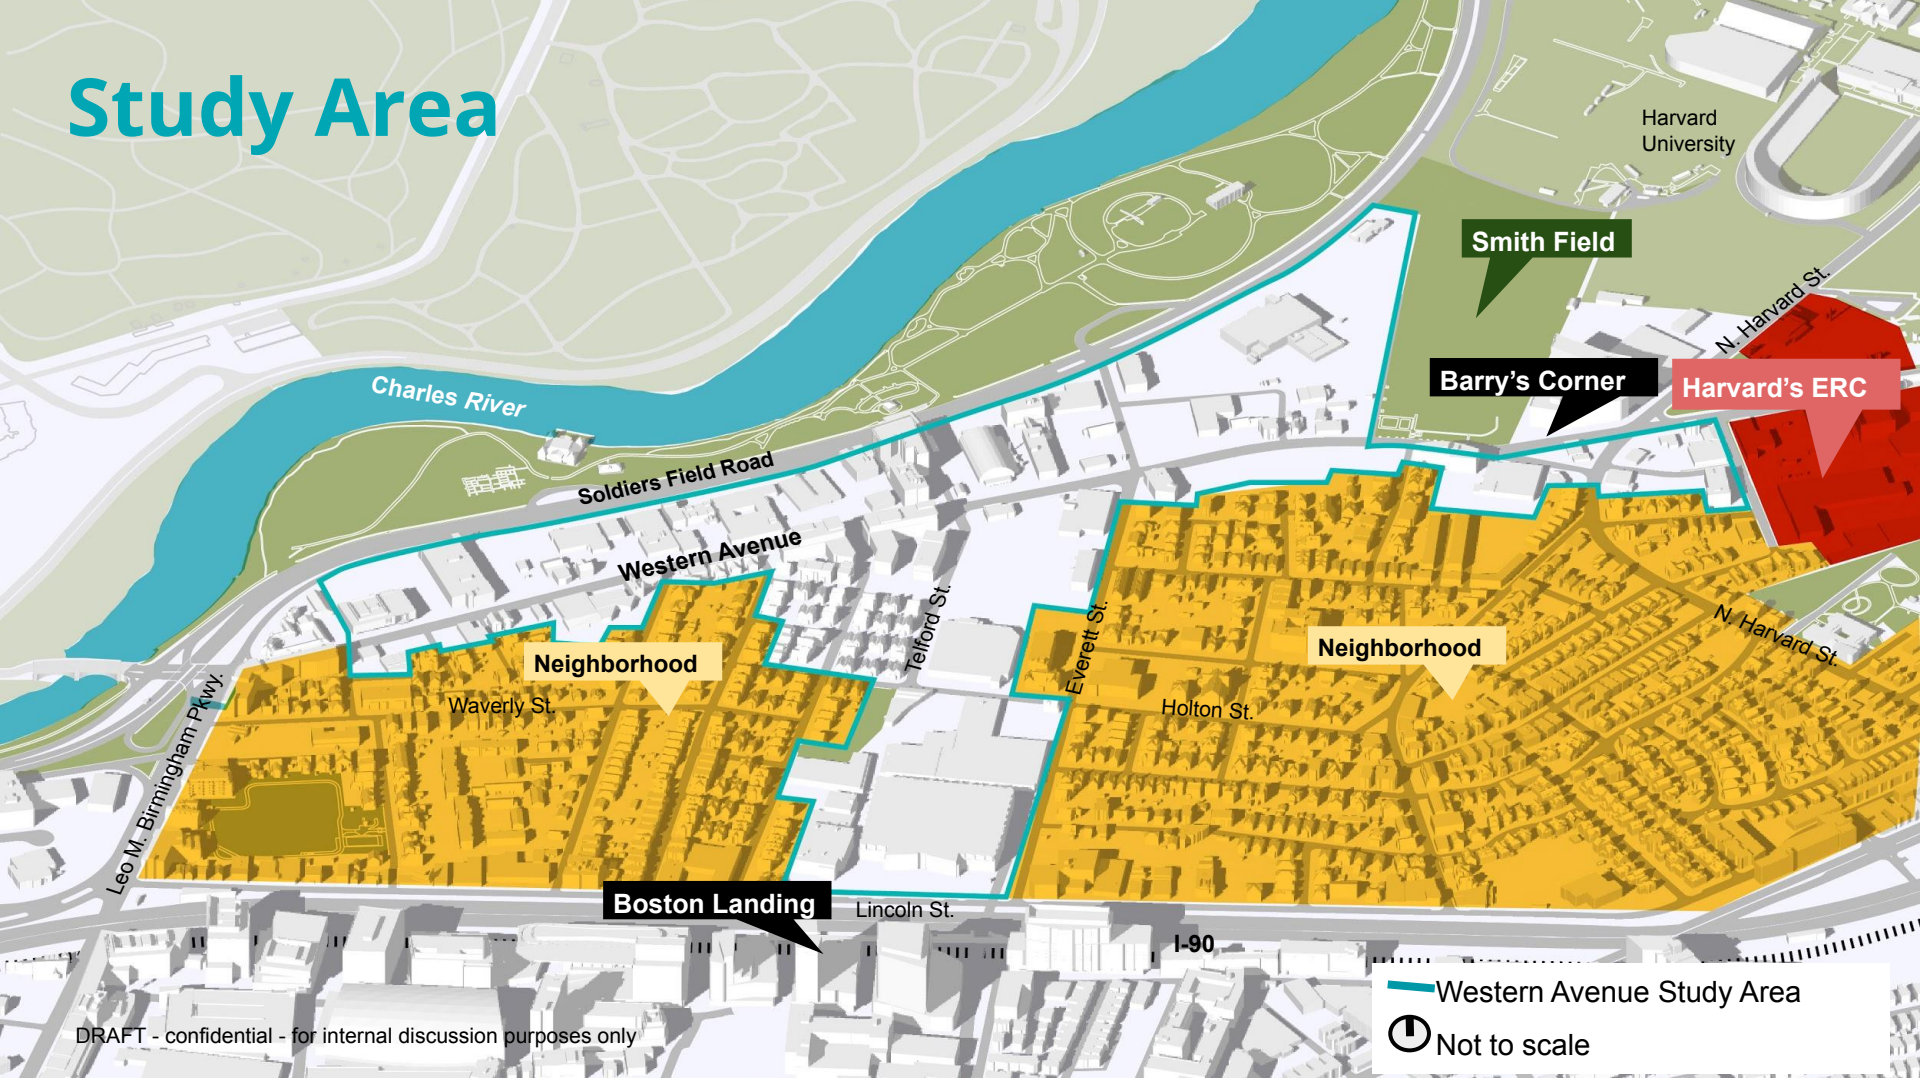 Study Area
Harvard
University
Smith Field
N. Harvard St.
Barry's Corner
Harvard's ERC
Charles River
Soldiers Field Road
Western Avenue
Telford St.
Everett St.
N. Harvard St.
Neighborhood
Neighborhood
Waverly St.
Holton St.
Leo M. Birmingham Pkwy.
Boston Landing
Lincoln St.
I-90
Western Avenue Study Area
Not to scale
DRAFT - confidential - for internal discussion purposes only